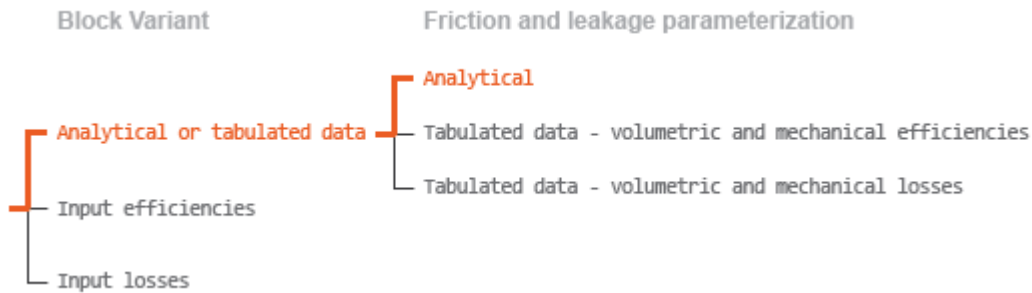 Block Variant
Friction and leakage parameterization
Analytical
Analytical or tabulated data
Tabulated data - volumetric and mechanical efficiencies
Tabulated data - volumetric and mechanical losses
Input efficiencies
Input losses